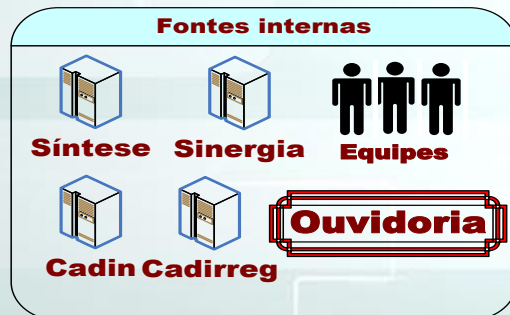 Fontes internas
Síntese Sinergia Equipes
Ouvidoria
Cadin Cadirreg